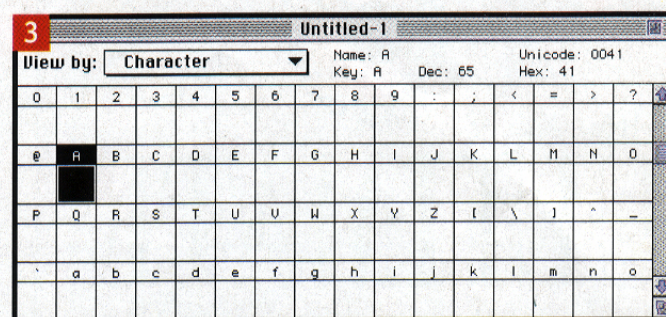 3
Untitled-1
View by: Character
Name: A
Unicode: 0041
Key: A Dec: 65 Hex: 41
0 1 2 3 4 5 6 7 8 9 : ; < = > ?
@ A B C D E F G H I J K L M N O
P Q R S T U V W X Y Z [ \ ] ^ _
` a b c d e f g h i j k l m n o